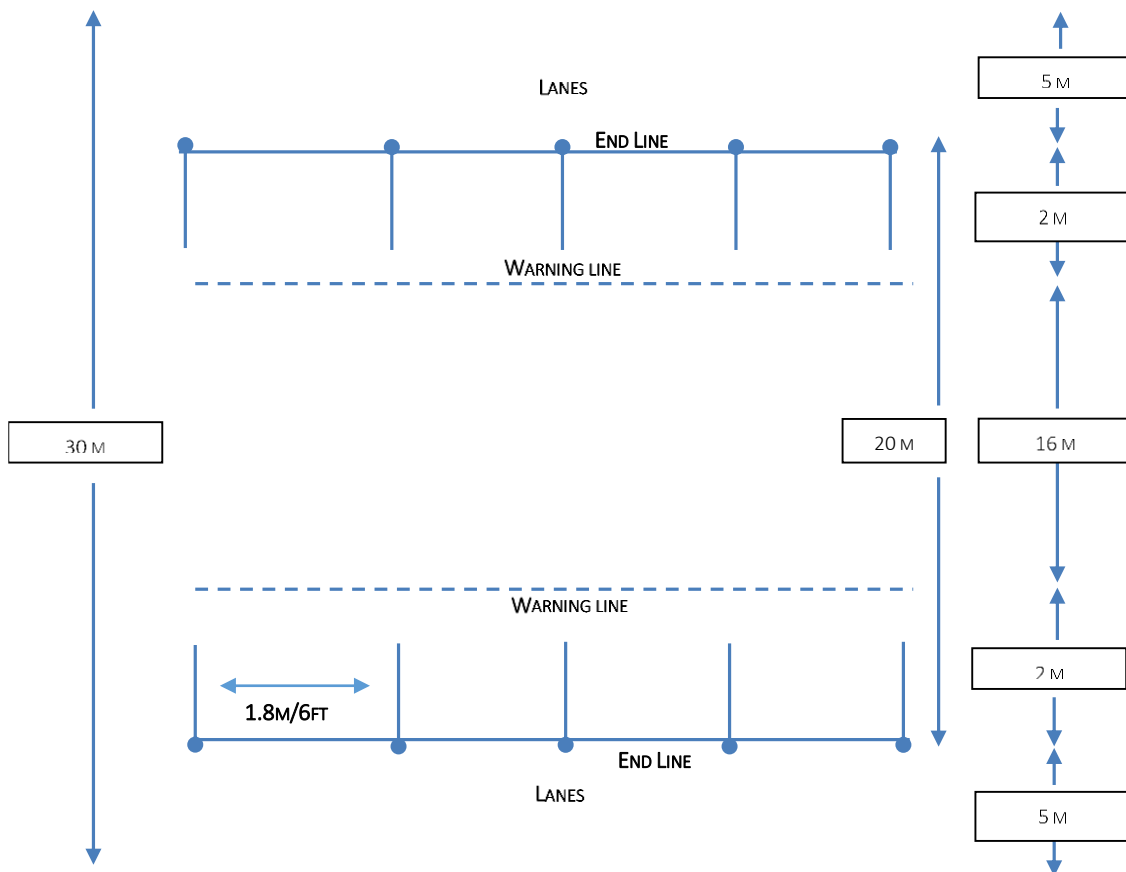 5 M
LANES
END LINE
2 M
WARNING LINE
30 M
20 M
16 M
WARNING LINE
2 M
1.8M/6FT
END LINE
LANES
5 M